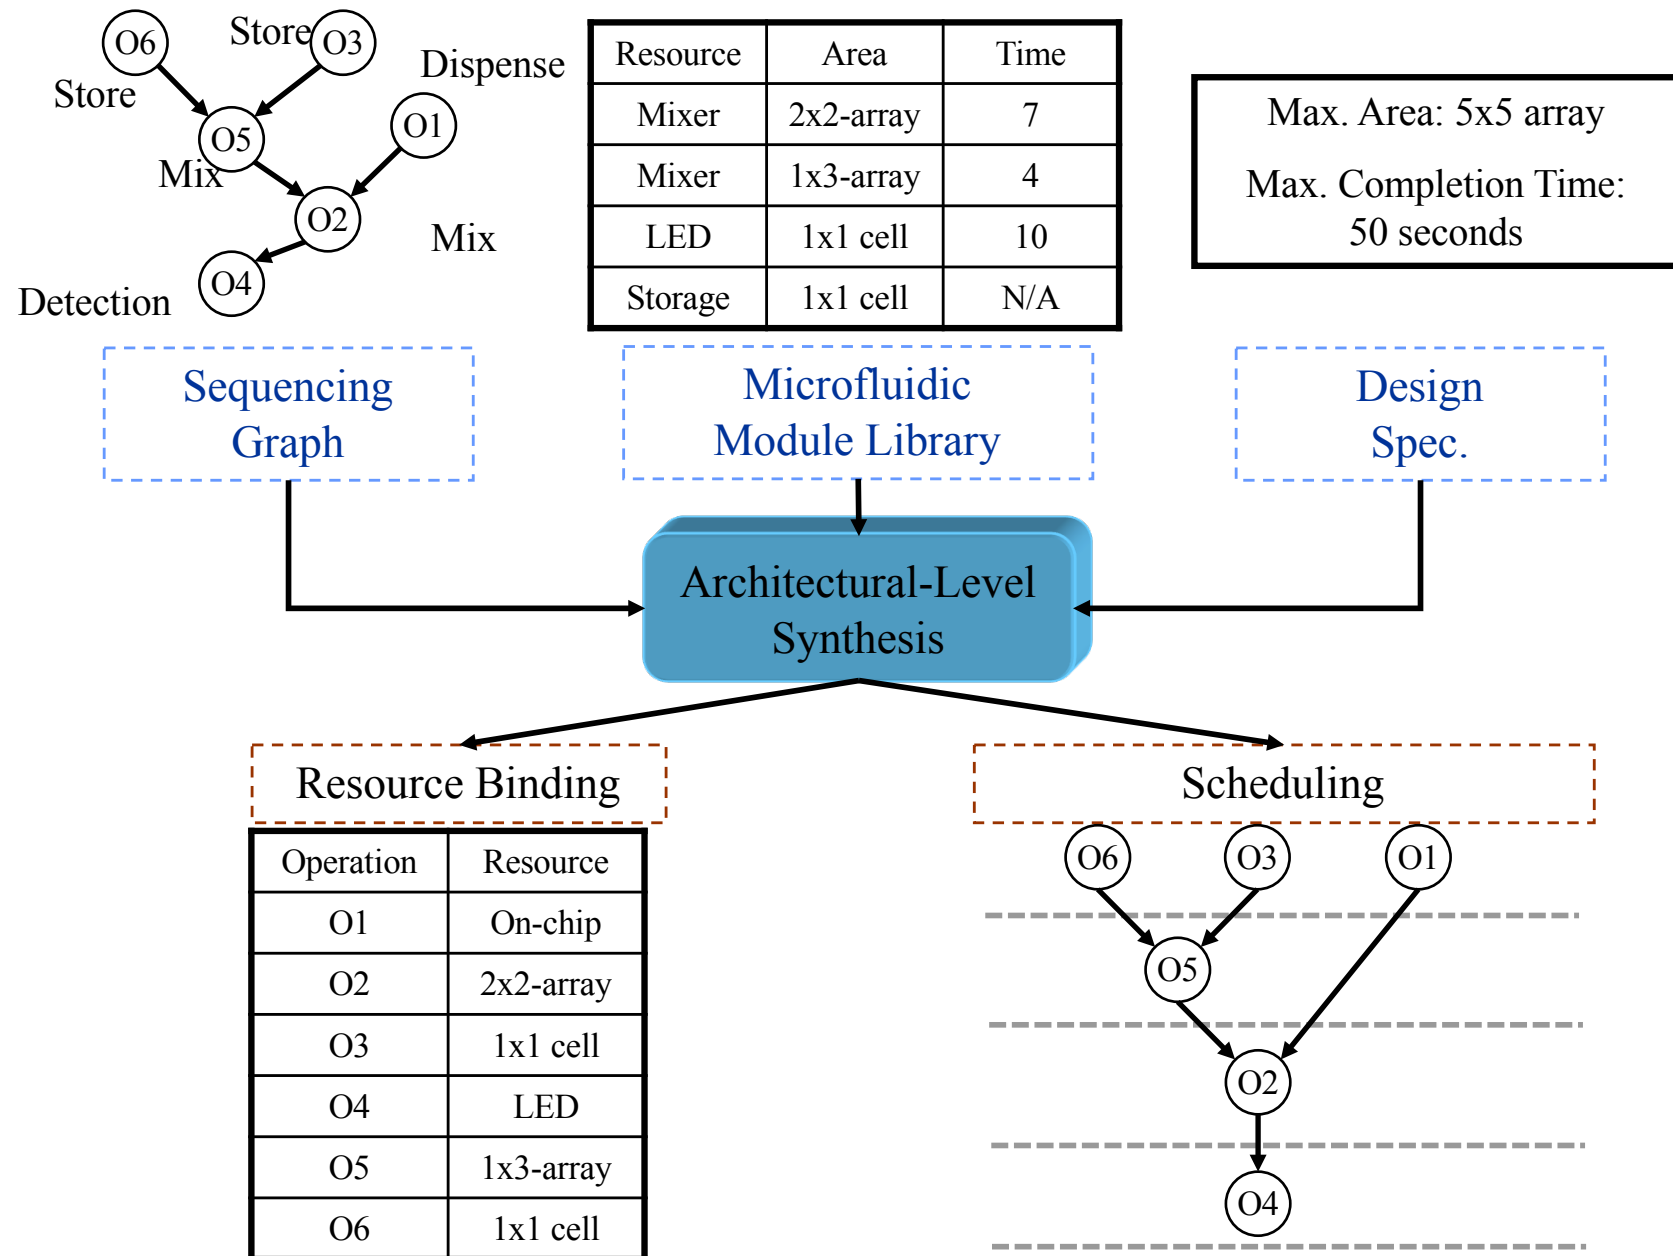 O6
Store
O3
Dispense
Store
O5
O1
Mix
O2
Mix
O4
Detection
Resource Area Time
Mixer 2x2-array 7
Mixer 1x3-array 4
LED 1x1 cell 10
Storage 1x1 cell N/A
Max. Area: 5x5 array
Max. Completion Time:
50 seconds
Sequencing
Graph
Microfluidic
Module Library
Design
Spec.
Architectural-Level
Synthesis
Resource Binding
Operation Resource
O1 On-chip
O2 2x2-array
O3 1x1 cell
O4 LED
O5 1x3-array
O6 1x1 cell
Scheduling
O6 O3 O1
O5
O2
O4